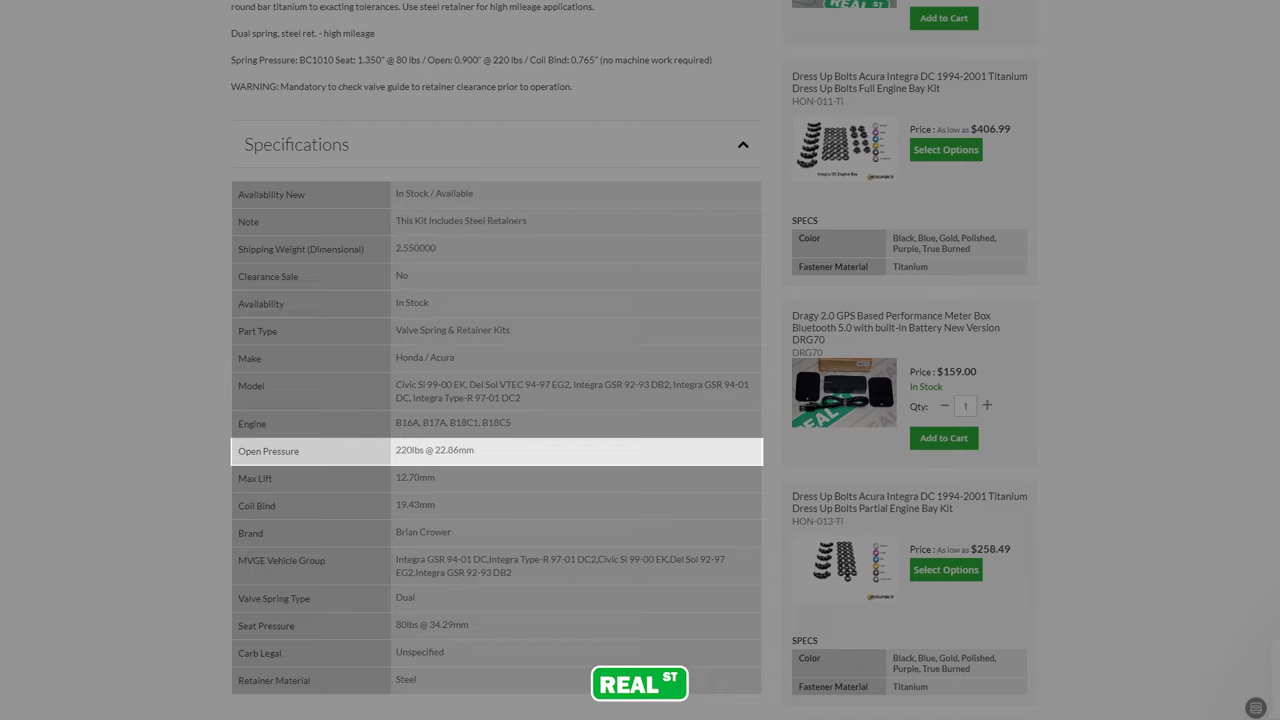 round bar titanium to exacting tolerances. Use steel retainer for high mileage applications.
Dual spring, steel ret. - high mileage
Spring Pressure: BC1010 Seat: 1.350" @ 80 lbs / Open: 0.900" @ 220 lbs / Coil Bind: 0.765" (no machine work required)
WARNING: Mandatory to check valve guide to retainer clearance prior to operation.
Specifications
Availability New In Stock / Available
Note This Kit Includes Steel Retainers
Shipping Weight (Dimensional) 2.550000
Clearance Sale No
Availability In Stock
Part Type Valve Spring & Retainer Kits
Make Honda / Acura
Model Civic Si 99-00 EK, Del Sol VTEC 94-97 EG2, Integra GSR 92-93 DB2, Integra GSR 94-01
DC, Integra Type-R 97-01 DC2
Engine B16A, B17A, B18C1, B18C5
Open Pressure 220lbs @ 22.86mm
Max Lift 12.70mm
Coil Bind 19.43mm
Brand Brian Crower
MVGE Vehicle Group Integra GSR 94-01 DC,Integra Type-R 97-01 DC2,Civic Si 99-00 EK,Del Sol 92-97
EG2,Integra GSR 92-93 DB2
Valve Spring Type Dual
Seat Pressure 80lbs @ 34.29mm
Carb Legal Unspecified
Retainer Material Steel
REAL ST
REAL ST
Add to Cart
Dress Up Bolts Acura Integra DC 1994-2001 Titanium
Dress Up Bolts Full Engine Bay Kit
HON-011-Ti
Price : As low as $406.99
Select Options
Integra DC Engine Bay
SPECS
Color Black, Blue, Gold, Polished,
Purple, True Burned
Fastener Material Titanium
Dragy 2.0 GPS Based Performance Meter Box
Bluetooth 5.0 with built-in Battery New Version
DRG70
DRG70
Price : $159.00
In Stock
Qty: 1
Add to Cart
Dress Up Bolts Acura Integra DC 1994-2001 Titanium
Dress Up Bolts Partial Engine Bay Kit
HON-013-Ti
Price : As low as $258.49
Select Options
SPECS
Color Black, Blue, Gold, Polished,
Purple, True Burned
Fastener Material Titanium